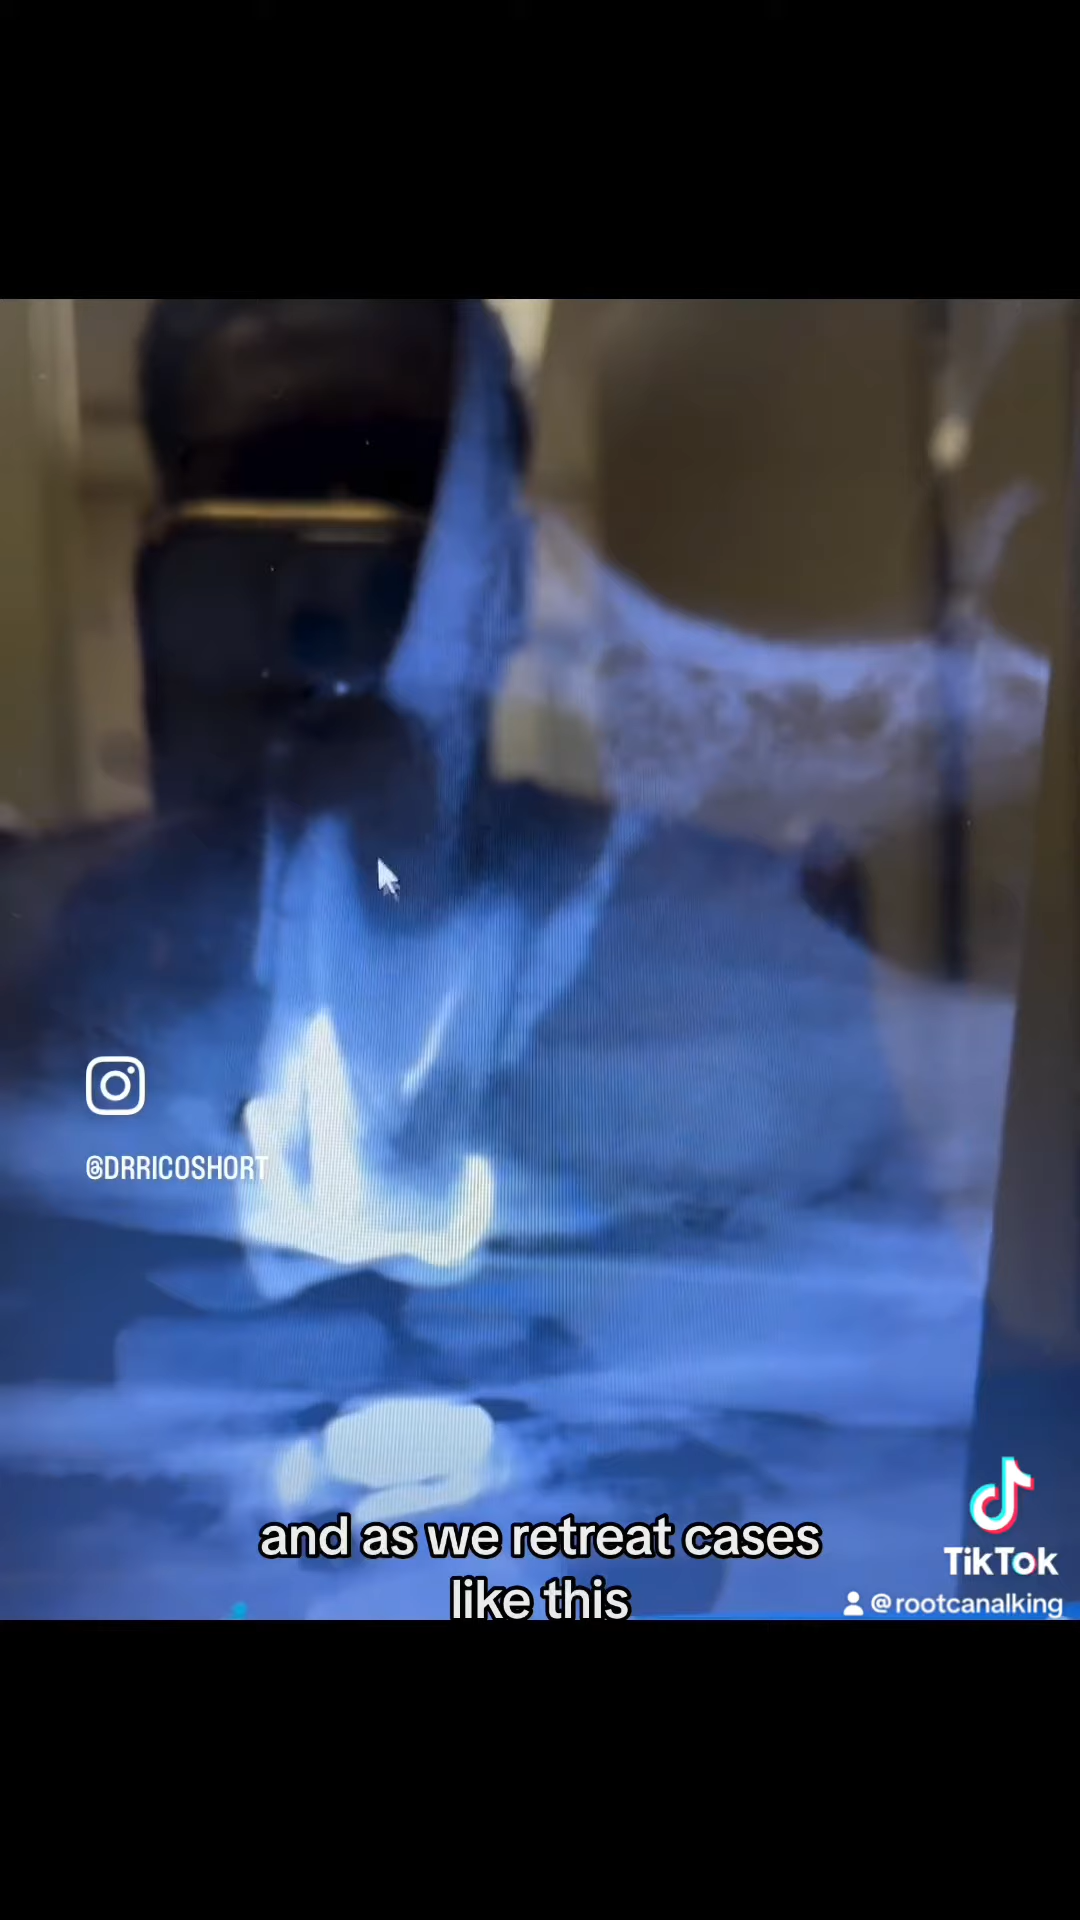 @DRRICOSHORT
and as we retreat cases
like this
TikTok
@rootcanalking